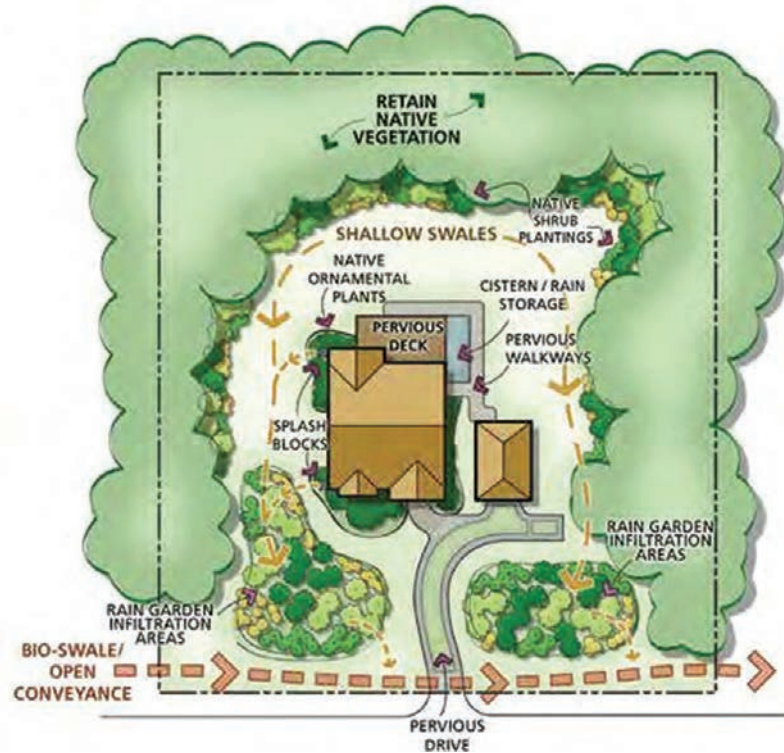 RETAIN
NATIVE
VEGETATION
NATIVE
SHRUB
PLANTINGS
SHALLOW SWALES
NATIVE
ORNAMENTAL
PLANTS
CISTERN / RAIN
STORAGE
PERVIOUS
DECK
PERVIOUS
WALKWAYS
SPLASH
BLOCKS
RAIN GARDEN
INFILTRATION
AREAS
RAIN GARDEN
INFILTRATION
AREAS
BIO-SWALE/
OPEN
CONVEYANCE
PERVIOUS
DRIVE